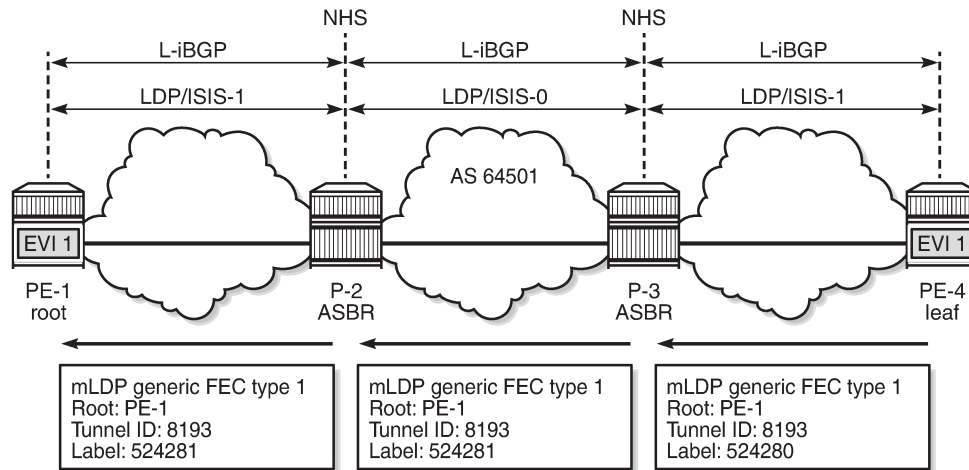 NHS
NHS
L-iBGP
L-iBGP
L-iBGP
LDP/ISIS-1
LDP/ISIS-0
LDP/ISIS-1
AS 64501
EVI 1
EVI 1
PE-1
root
P-2
ASBR
P-3
ASBR
PE-4
leaf
mLDP generic FEC type 1
Root: PE-1
Tunnel ID: 8193
Label: 524281
mLDP generic FEC type 1
Root: PE-1
Tunnel ID: 8193
Label: 524281
mLDP generic FEC type 1
Root: PE-1
Tunnel ID: 8193
Label: 524280